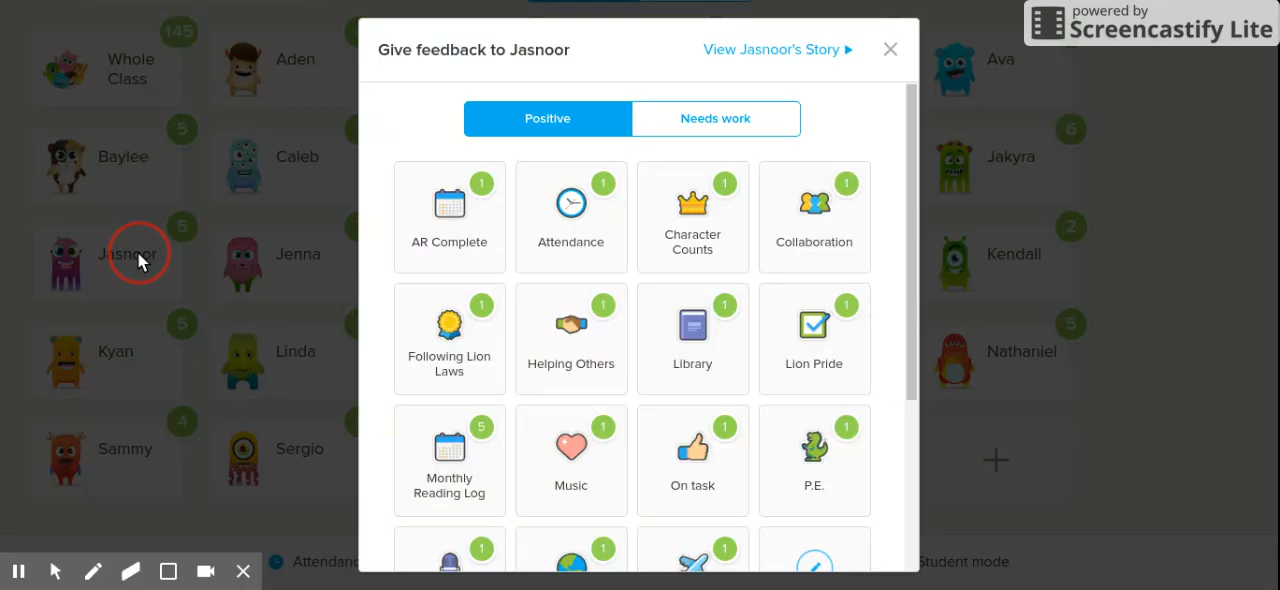 powered by
Screencastify Lite
145
Whole
Class
Aden
Ava
5
Baylee
Caleb
6
Jakyra
5
Jasnoor
Jenna
2
Kendall
5
Kyan
Linda
5
Nathaniel
4
Sammy
Sergio
Attendanc
Student mode
Give feedback to Jasnoor
View Jasnoor's Story
Positive
Needs work
1
AR Complete
1
Attendance
1
Character
Counts
1
Collaboration
1
Following Lion
Laws
1
Helping Others
1
Library
1
Lion Pride
5
Monthly
Reading Log
1
Music
1
On task
1
P.E.
1
1
1